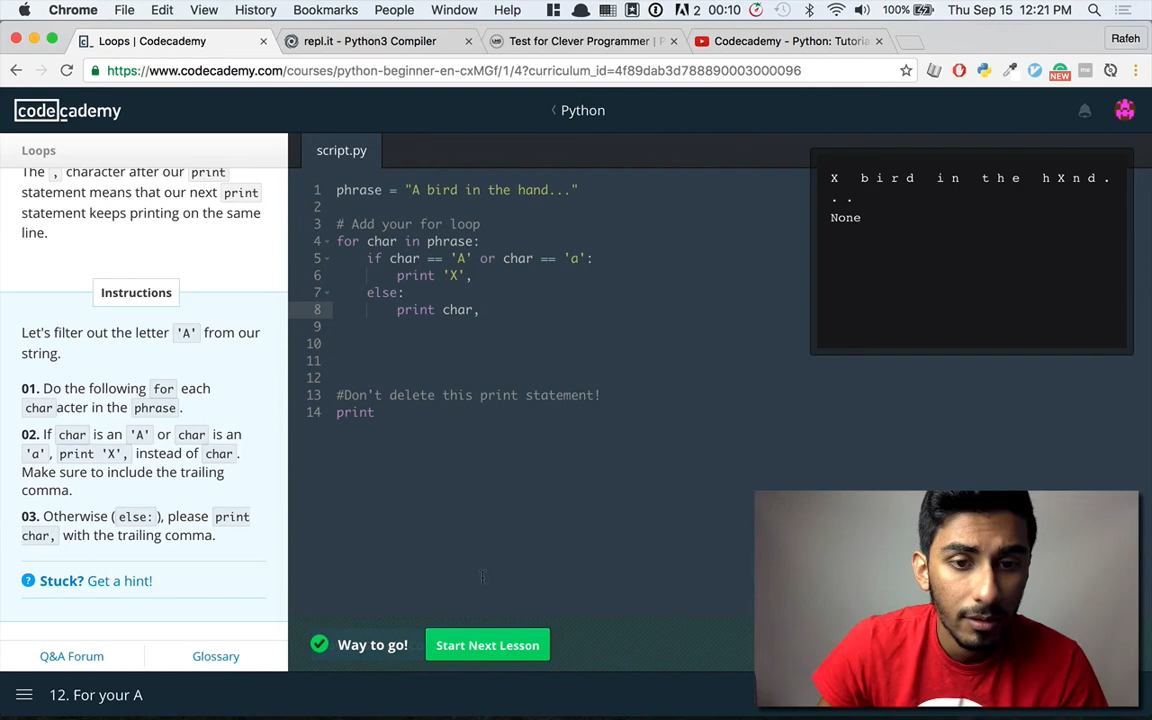 Chrome File Edit View History Bookmarks People Window Help 2 00:10 100% Thu Sep 15 12:21 PM
Loops | Codecademy × repl.it - Python3 Compiler × Test for Clever Programmer | P × Codecademy - Python: Tutoria × Rafeh
https://www.codecademy.com/courses/python-beginner-en-cxMGf/1/4?curriculum_id=4f89dab3d788890003000096 NEW
codecademy
Python
Loops
The , character after our print
statement means that our next print
statement keeps printing on the same
line.
Instructions
Let's filter out the letter 'A' from our
string.
01. Do the following for each
character in the phrase.
02. If char is an 'A' or char is an
'a', print 'X', instead of char.
Make sure to include the trailing
comma.
03. Otherwise (else:), please print
char, with the trailing comma.
? Stuck? Get a hint!
Q&A Forum Glossary
12. For your A
script.py
1 phrase = "A bird in the hand..."
2
3 # Add your for loop
4 for char in phrase:
5 if char == 'A' or char == 'a':
6 print 'X',
7 else:
8 print char,
9
10
11
12
13 #Don't delete this print statement!
14 print
Way to go! Start Next Lesson
X b i r d i n t h e h X n d .
. .
None